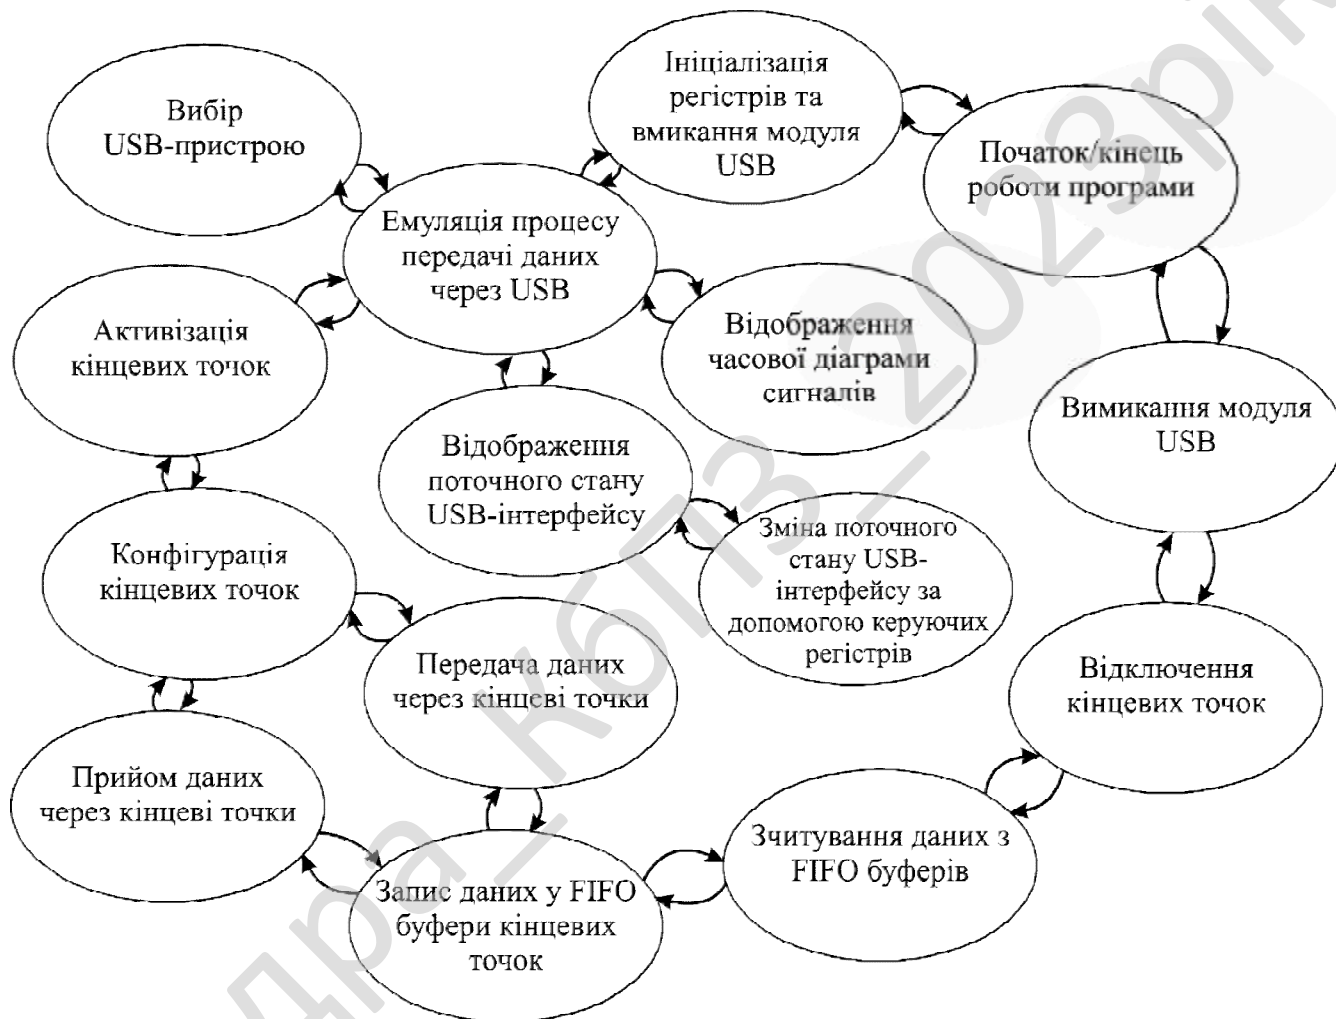 Ініціалізація
регістрів та
вмикання модуля
USB
Вибір
USB-пристрою
Початок/кінець
роботи програми
Емуляція процесу
передачі даних
через USB
Активізація
кінцевих точок
Відображення
часової діаграми
сигналів
Вимикання модуля
USB
Відображення
поточного стану
USB-інтерфейсу
Конфігурація
кінцевих точок
Зміна поточного
стану USB-
інтерфейсу за
допомогою керуючих
регістрів
Передача даних
через кінцеві точки
Відключення
кінцевих точок
Прийом даних
через кінцеві точки
Зчитування даних з
FIFO буферів
Запис даних у FIFO
буфери кінцевих
точок
дра_КбПЗ_2023рік